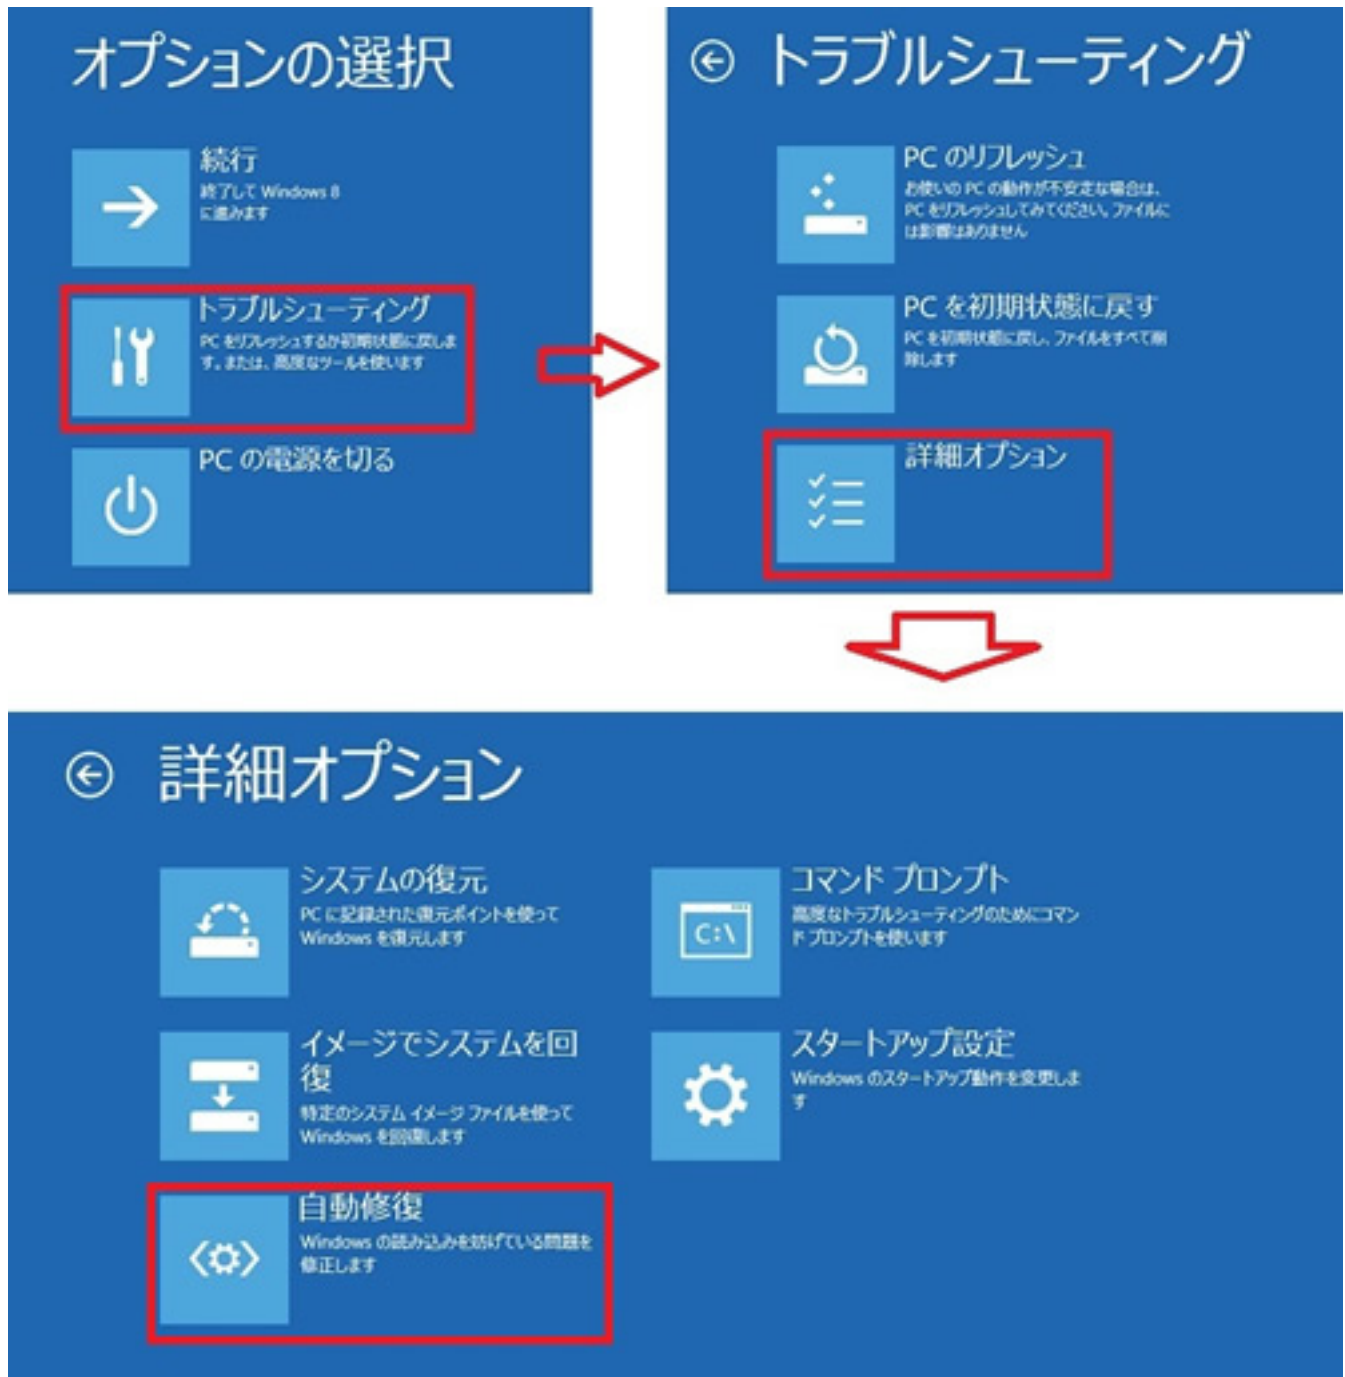 オプションの選択
続行
終了して Windows 8
に進みます
トラブルシューティング
PC をリフレッシュするか初期状態に戻しま
す。または、高度なツールを使います
PC の電源を切る
トラブルシューティング
PC のリフレッシュ
お使いの PC の動作が不安定な場合は、
PC をリフレッシュしてみてください。ファイルに
は影響はありません
PC を初期状態に戻す
PC を初期状態に戻し、ファイルをすべて削
除します
詳細オプション
詳細オプション
システムの復元
PC に記録された復元ポイントを使って
Windows を復元します
イメージでシステムを回
復
特定のシステム イメージ ファイルを使って
Windows を回復します
自動修復
Windows の読み込みを妨げている問題を
修正します
コマンド プロンプト
高度なトラブルシューティングのためにコマン
ド プロンプトを使います
C:\
スタートアップ設定
Windows のスタートアップ動作を変更しま
す